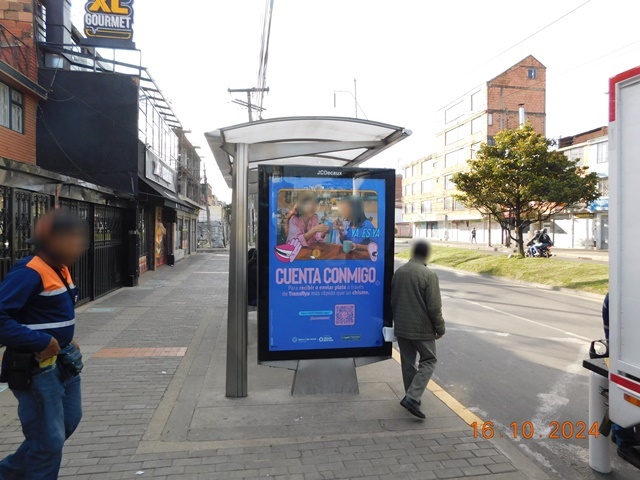 XL
GOURMET
JCDecaux
YA ES YA
CUENTA CONMIGO
Para recibir o enviar plata a través
de Transfiya más rápido que un chisme.
16 10 2024